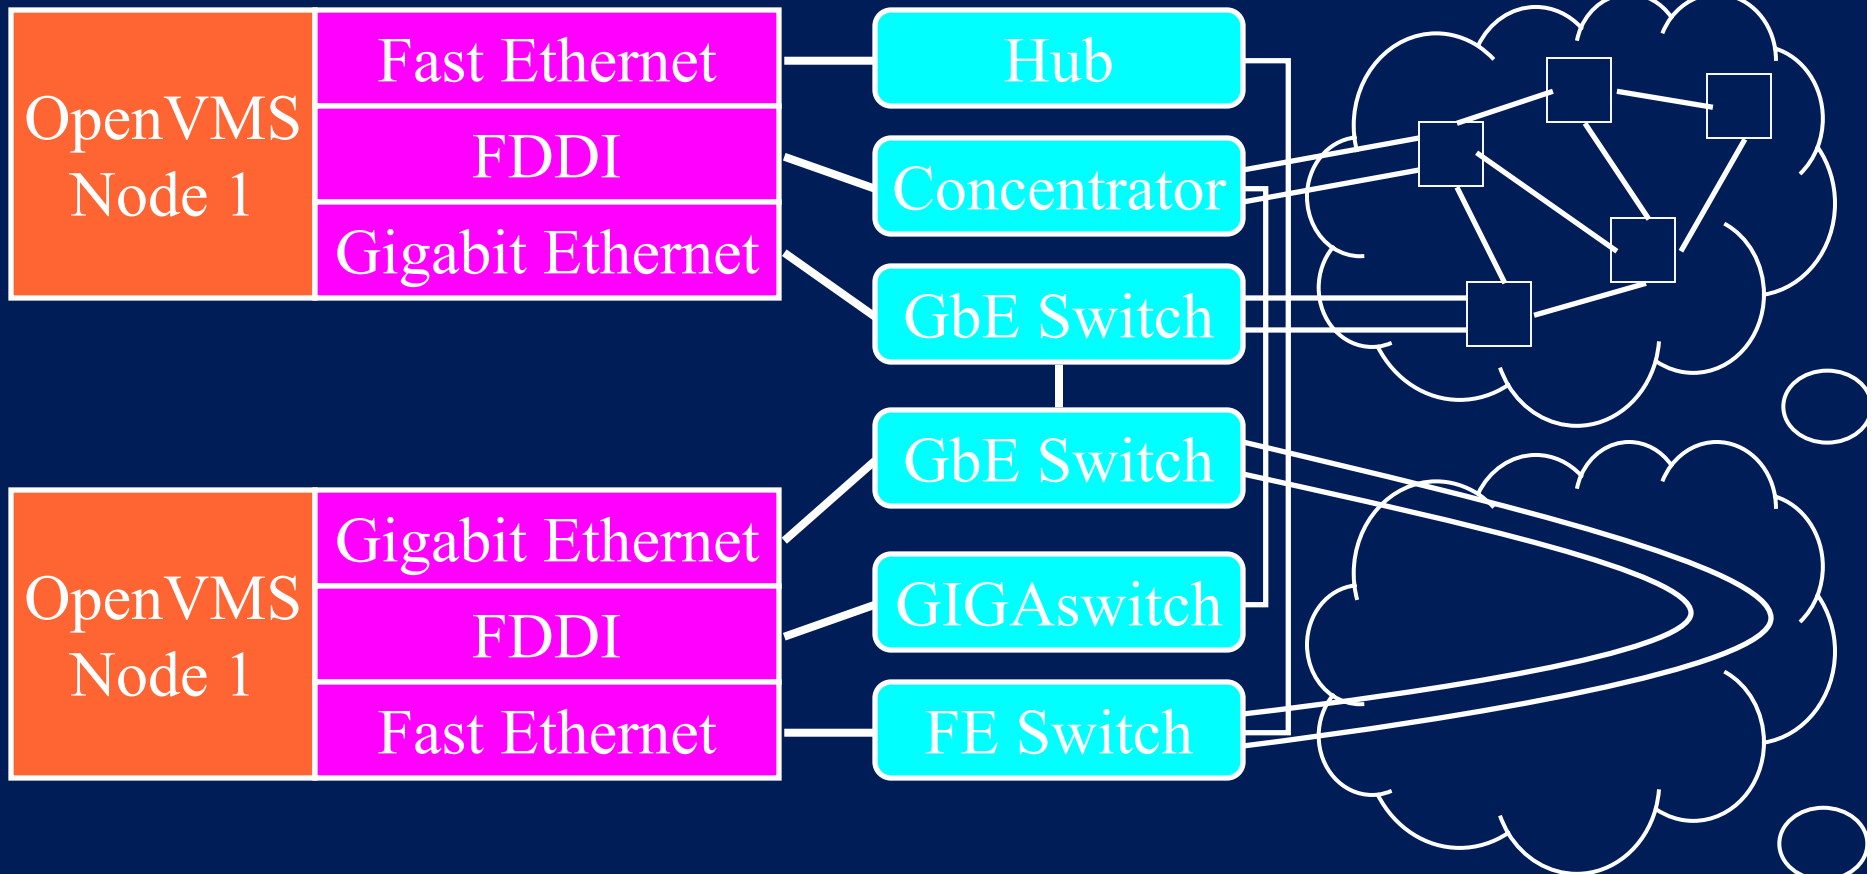 OpenVMS
Node 1
Fast Ethernet
FDDI
Gigabit Ethernet
Hub
Concentrator
GbE Switch
OpenVMS
Node 1
Gigabit Ethernet
FDDI
Fast Ethernet
GbE Switch
GIGAswitch
FE Switch